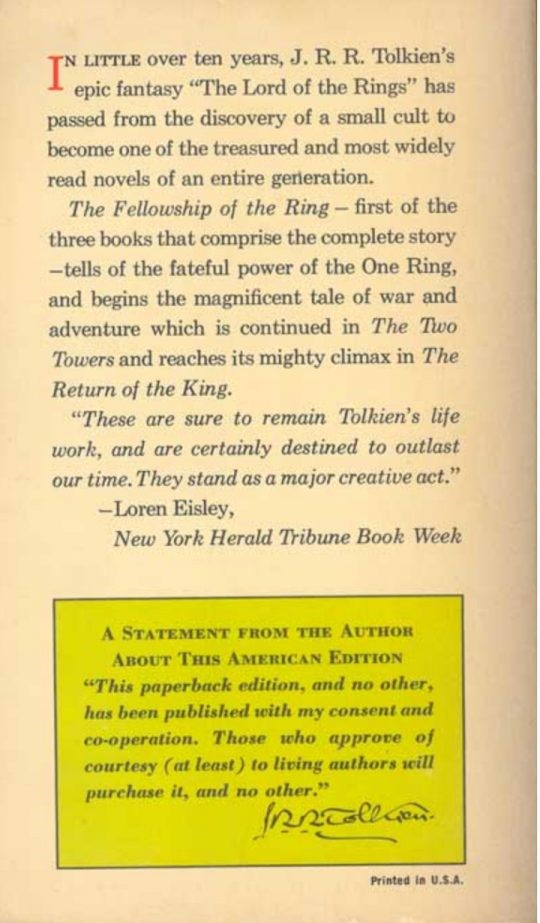 IN LITTLE over ten years, J. R. R. Tolkien's
epic fantasy “The Lord of the Rings” has
passed from the discovery of a small cult to
become one of the treasured and most widely
read novels of an entire generation.
The Fellowship of the Ring – first of the
three books that comprise the complete story
–tells of the fateful power of the One Ring,
and begins the magnificent tale of war and
adventure which is continued in The Two
Towers and reaches its mighty climax in The
Return of the King.
“These are sure to remain Tolkien's life
work, and are certainly destined to outlast
our time. They stand as a major creative act.”
–Loren Eisley,
New York Herald Tribune Book Week
A STATEMENT FROM THE AUTHOR
ABOUT THIS AMERICAN EDITION
“This paperback edition, and no other,
has been published with my consent and
co-operation. Those who approve of
courtesy (at least) to living authors will
purchase it, and no other.”
J.R.R. Tolkien.
Printed in U.S.A.